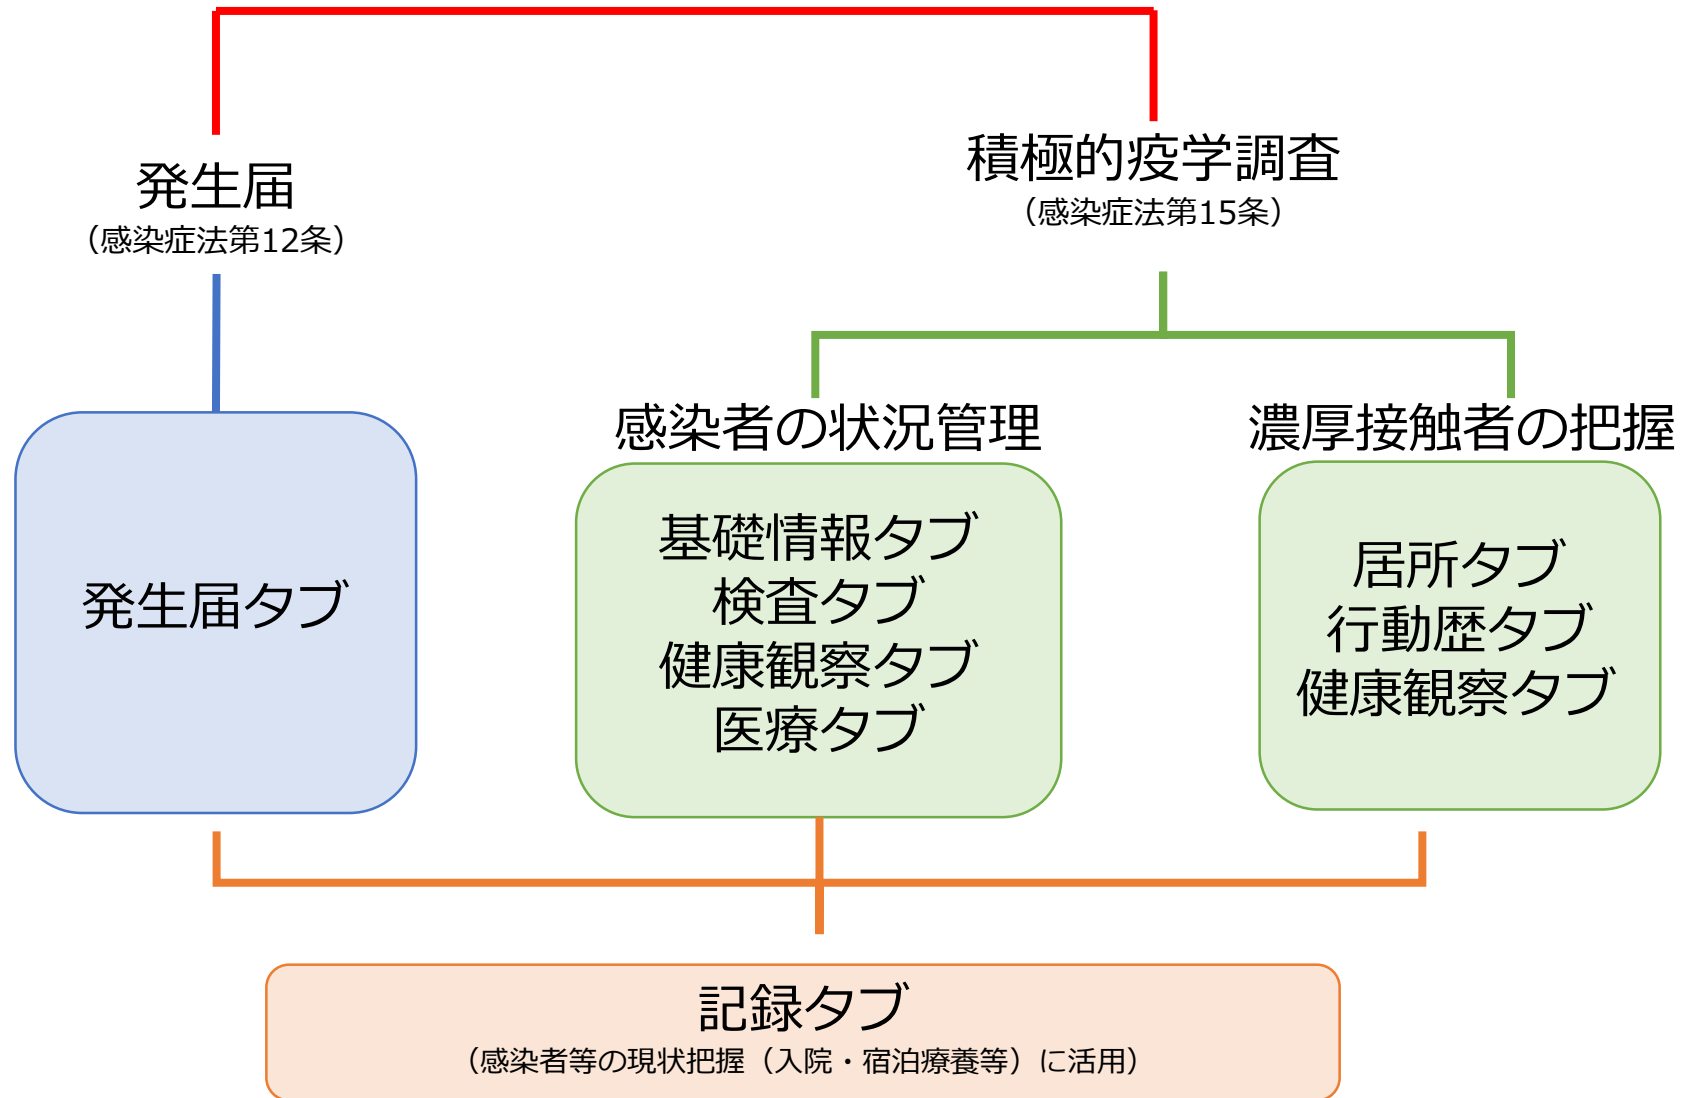 発生届
（感染症法第12条）
積極的疫学調査
（感染症法第15条）
感染者の状況管理
濃厚接触者の把握
発生届タブ
基礎情報タブ
検査タブ
健康観察タブ
医療タブ
居所タブ
行動歴タブ
健康観察タブ
記録タブ
（感染者等の現状把握（入院・宿泊療養等）に活用）